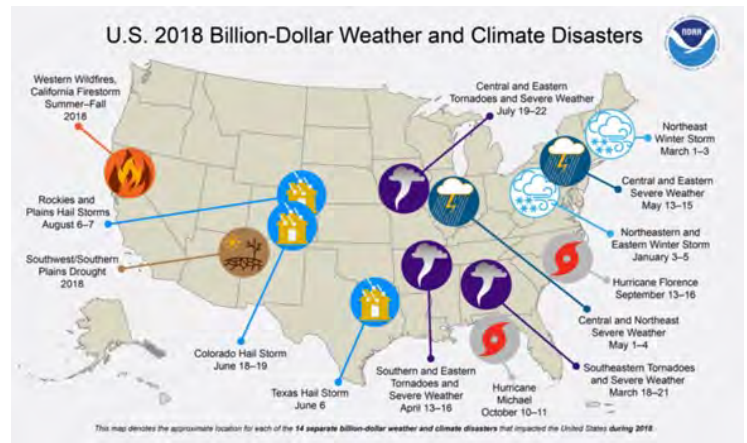 U.S. 2018 Billion-Dollar Weather and Climate Disasters
NOAA
Western Wildfires,
California Firestorm
Summer–Fall
2018
Central and Eastern
Tornadoes and Severe Weather
July 19–22
Northeast
Winter Storm
March 1–3
Rockies and
Plains Hail Storms
August 6–7
Central and Eastern
Severe Weather
May 13–15
Southwest/Southern
Plains Drought
2018
Northeastern and
Eastern Winter Storm
January 3–5
Hurricane Florence
September 13–16
Colorado Hail Storm
June 18–19
Central and Northeast
Severe Weather
May 1–4
Texas Hail Storm
June 6
Southern and Eastern
Tornadoes and
Severe Weather
April 13–16
Hurricane
Michael
October 10–11
Southeastern Tornadoes
and Severe Weather
March 18–21
This map denotes the approximate location for each of the 14 separate billion-dollar weather and climate disasters that impacted the United States during 2018